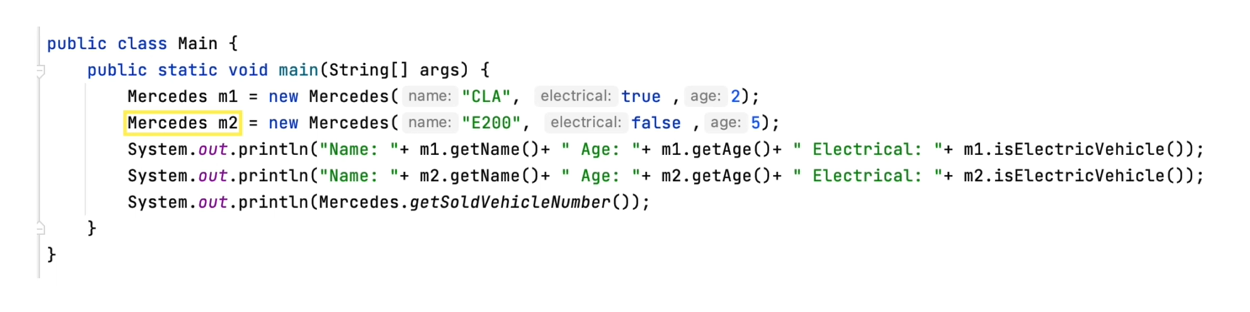 public class Main {
public static void main(String[] args) {
Mercedes m1 = new Mercedes( name: "CLA", electrical: true , age: 2);
Mercedes m2 = new Mercedes( name: "E200", electrical: false , age: 5);
System.out.println("Name: "+ m1.getName()+ " Age: "+ m1.getAge()+ " Electrical: "+ m1.isElectricVehicle());
System.out.println("Name: "+ m2.getName()+ " Age: "+ m2.getAge()+ " Electrical: "+ m2.isElectricVehicle());
System.out.println(Mercedes.getSoldVehicleNumber());
}
}